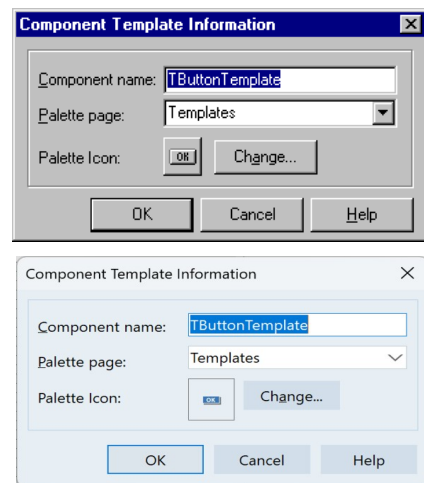 Component Template Information
Component name: TButtonTemplate
Palette page: Templates
Palette Icon: OK Change...
OK Cancel Help
Component Template Information
Component name: TButtonTemplate
Palette page: Templates
Palette Icon: OK Change...
OK Cancel Help